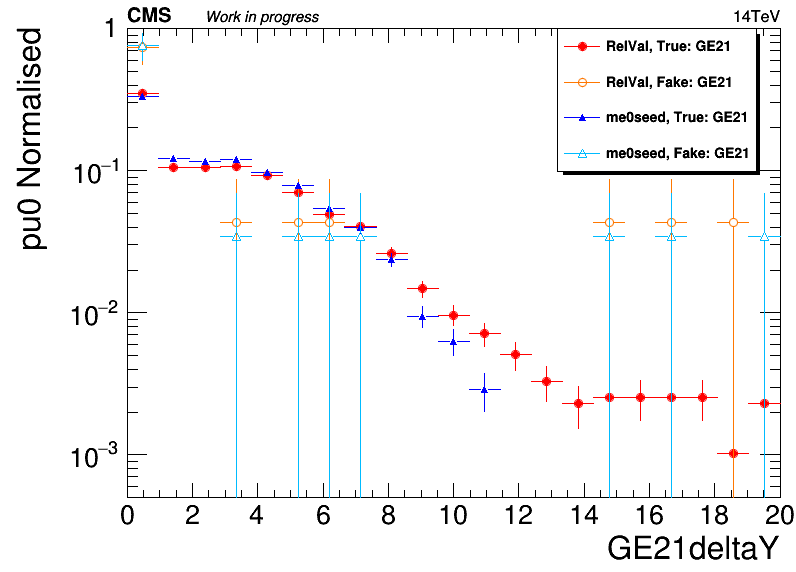 CMS Work in progress 14TeV
pu0 Normalised
1
10⁻¹
10⁻²
10⁻³
RelVal, True: GE21
RelVal, Fake: GE21
me0seed, True: GE21
me0seed, Fake: GE21
0 2 4 6 8 10 12 14 16 18 20
GE21deltaY